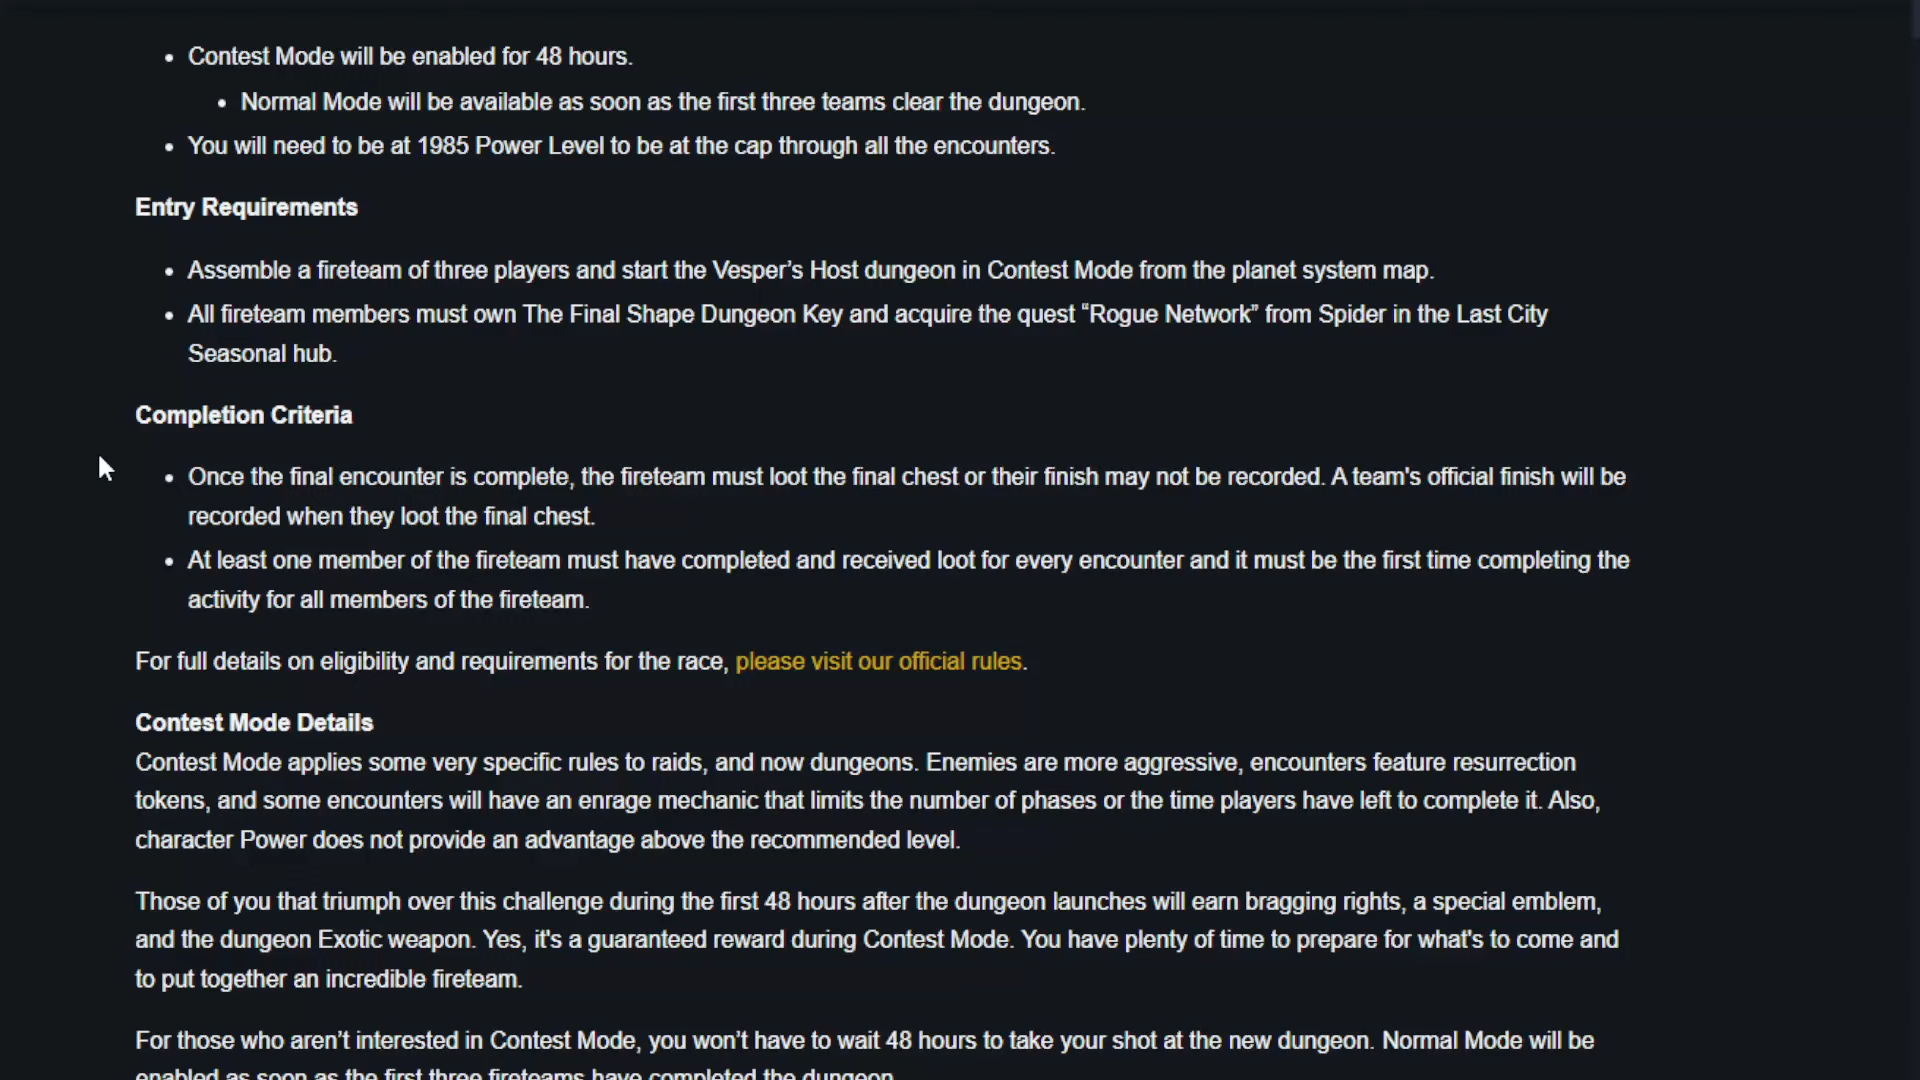 Contest Mode will be enabled for 48 hours.
Normal Mode will be available as soon as the first three teams clear the dungeon.
You will need to be at 1985 Power Level to be at the cap through all the encounters.
Entry Requirements
Assemble a fireteam of three players and start the Vesper’s Host dungeon in Contest Mode from the planet system map.
All fireteam members must own The Final Shape Dungeon Key and acquire the quest “Rogue Network” from Spider in the Last City
Seasonal hub.
Completion Criteria
Once the final encounter is complete, the fireteam must loot the final chest or their finish may not be recorded. A team's official finish will be
recorded when they loot the final chest.
At least one member of the fireteam must have completed and received loot for every encounter and it must be the first time completing the
activity for all members of the fireteam.
For full details on eligibility and requirements for the race, please visit our official rules.
Contest Mode Details
Contest Mode applies some very specific rules to raids, and now dungeons. Enemies are more aggressive, encounters feature resurrection
tokens, and some encounters will have an enrage mechanic that limits the number of phases or the time players have left to complete it. Also,
character Power does not provide an advantage above the recommended level.
Those of you that triumph over this challenge during the first 48 hours after the dungeon launches will earn bragging rights, a special emblem,
and the dungeon Exotic weapon. Yes, it's a guaranteed reward during Contest Mode. You have plenty of time to prepare for what's to come and
to put together an incredible fireteam.
For those who aren’t interested in Contest Mode, you won’t have to wait 48 hours to take your shot at the new dungeon. Normal Mode will be
enabled as soon as the first three fireteams have completed the dungeon.